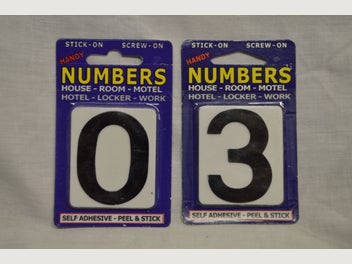 STICK-ON SCREW-ON
HANDY
NUMBERS
HOUSE - ROOM - MOTEL
HOTEL - LOCKER - WORK
0
SELF ADHESIVE - PEEL & STICK
STICK-ON SCREW-ON
HANDY
NUMBERS
HOUSE - ROOM - MOTEL
HOTEL - LOCKER - WORK
3
SELF ADHESIVE - PEEL & STICK